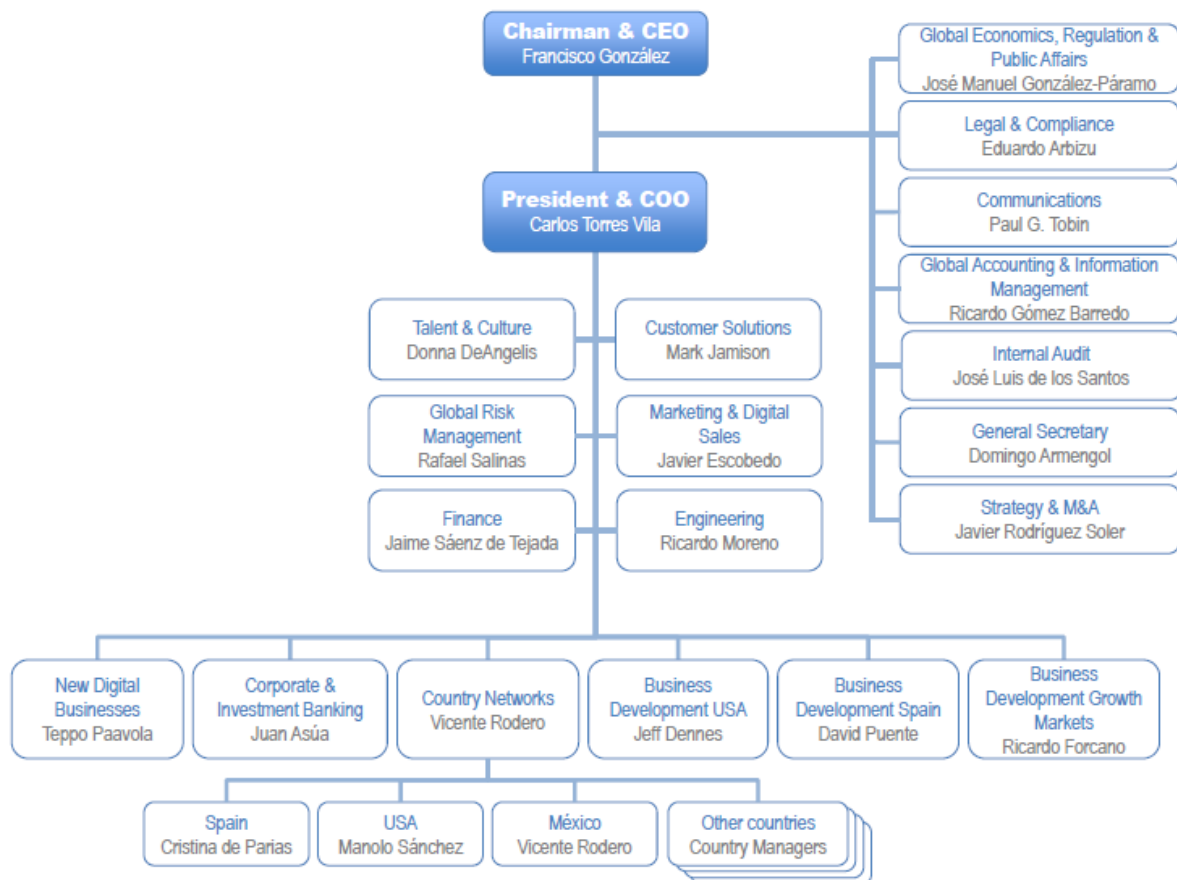 Chairman & CEO
Francisco González
Global Economics, Regulation &
Public Affairs
José Manuel González-Páramo
Legal & Compliance
Eduardo Arbizu
Communications
Paul G. Tobin
Global Accounting & Information
Management
Ricardo Gómez Barredo
Internal Audit
José Luis de los Santos
General Secretary
Domingo Armengol
Strategy & M&A
Javier Rodríguez Soler
President & COO
Carlos Torres Vila
Talent & Culture
Donna DeAngelis
Customer Solutions
Mark Jamison
Global Risk
Management
Rafael Salinas
Marketing & Digital
Sales
Javier Escobedo
Finance
Jaime Sáenz de Tejada
Engineering
Ricardo Moreno
New Digital
Businesses
Teppo Paavola
Corporate &
Investment Banking
Juan Asúa
Country Networks
Vicente Rodero
Business
Development USA
Jeff Dennes
Business
Development Spain
David Puente
Business
Development Growth
Markets
Ricardo Forcano
Spain
Cristina de Parias
USA
Manolo Sánchez
México
Vicente Rodero
Other countries
Country Managers